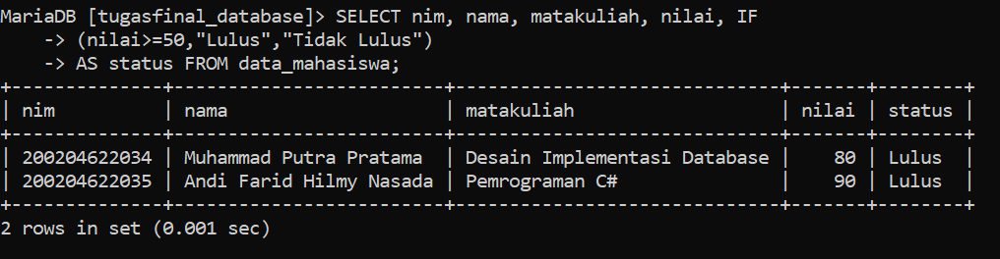 MariaDB [tugasfinal_database]> SELECT nim, nama, matakuliah, nilai, IF
    -> (nilai>=50,"Lulus","Tidak Lulus")
    -> AS status FROM data_mahasiswa;
+--------------+-------------------------+-----------------------------+-------+--------+
| nim          | nama                    | matakuliah                  | nilai | status |
+--------------+-------------------------+-----------------------------+-------+--------+
| 200204622034 | Muhammad Putra Pratama  | Desain Implementasi Database |    80 | Lulus  |
| 200204622035 | Andi Farid Hilmy Nasada | Pemrograman C#              |    90 | Lulus  |
+--------------+-------------------------+-----------------------------+-------+--------+
2 rows in set (0.001 sec)